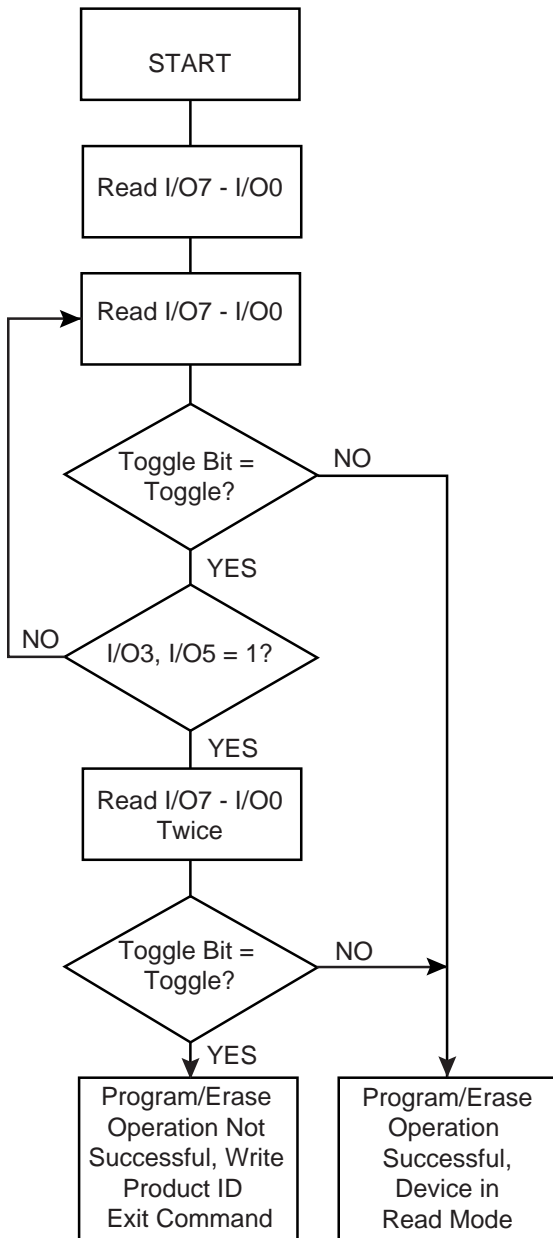 START
Read I/O7 - I/O0
Read I/O7 - I/O0
Toggle Bit =
Toggle?
NO
YES
NO
I/O3, I/O5 = 1?
YES
Read I/O7 - I/O0
Twice
Toggle Bit =
Toggle?
NO
YES
Program/Erase
Operation Not
Successful, Write
Product ID
Exit Command
Program/Erase
Operation
Successful,
Device in
Read Mode